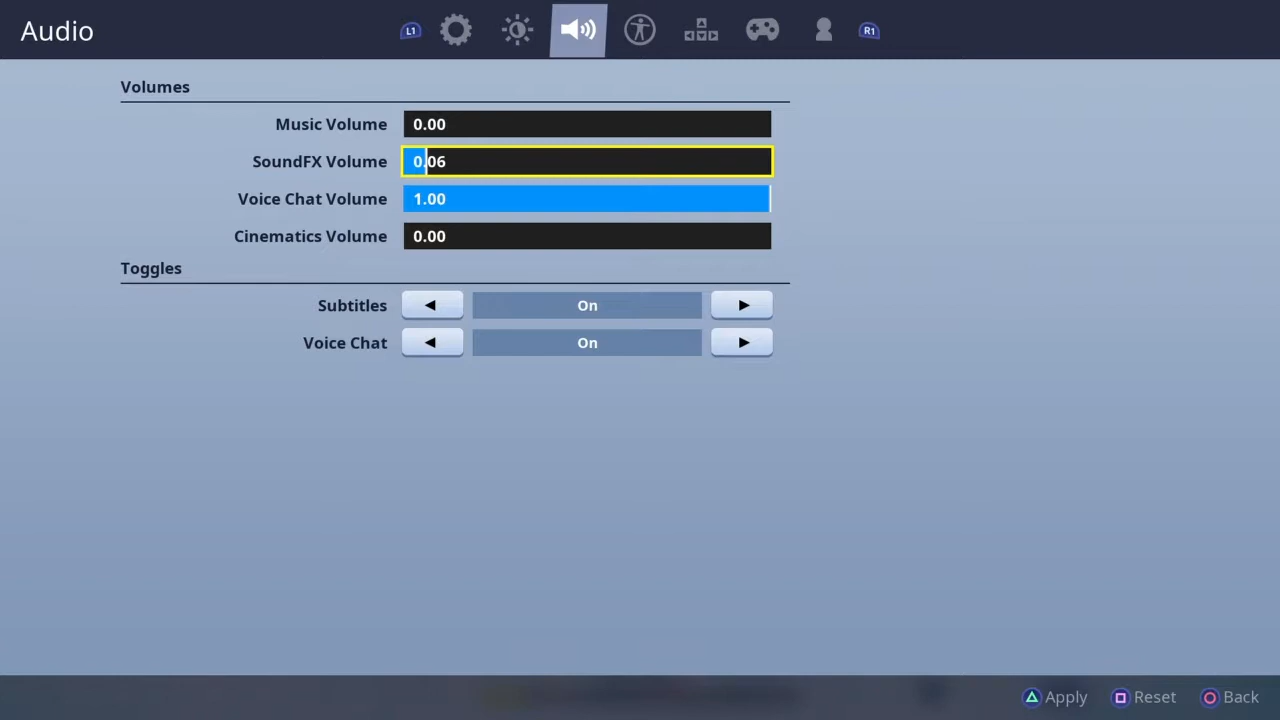 Audio
L1
R1
Volumes
Music Volume 0.00
SoundFX Volume 0.06
Voice Chat Volume 1.00
Cinematics Volume 0.00
Toggles
Subtitles On
Voice Chat On
Apply Reset Back